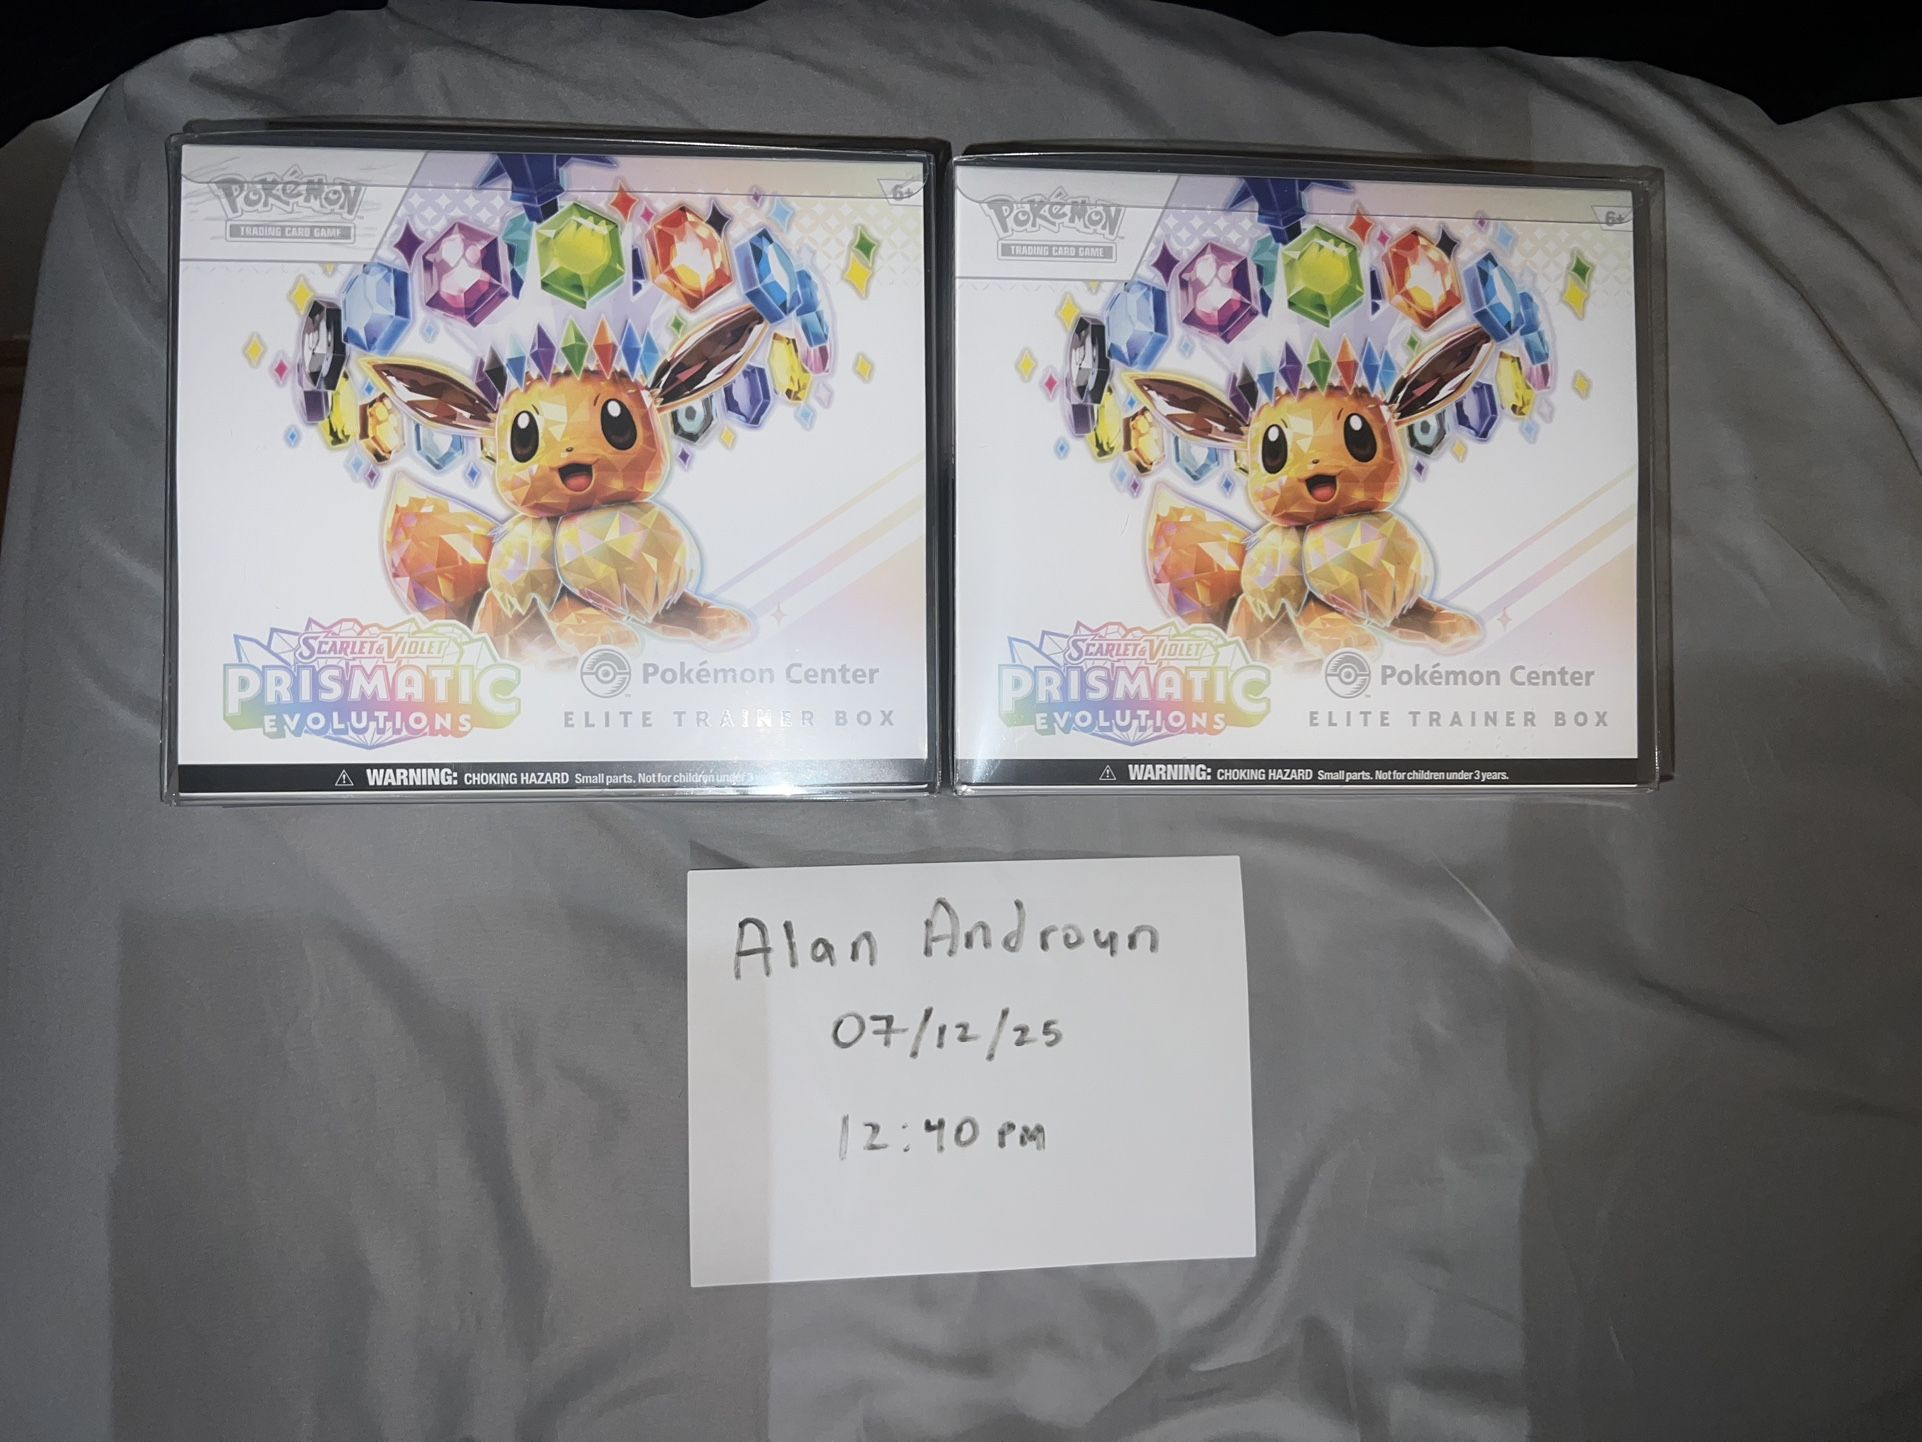 POKéMON
TRADING CARD GAME
6+
SCARLET & VIOLET
PRISMATIC
EVOLUTIONS
Pokémon Center
ELITE TRAINER BOX
WARNING: CHOKING HAZARD Small parts. Not for children under 3
POKéMON
TRADING CARD GAME
6+
SCARLET & VIOLET
PRISMATIC
EVOLUTIONS
Pokémon Center
ELITE TRAINER BOX
WARNING: CHOKING HAZARD Small parts. Not for children under 3 years.
Alan Androun
07/12/25
12:40 PM